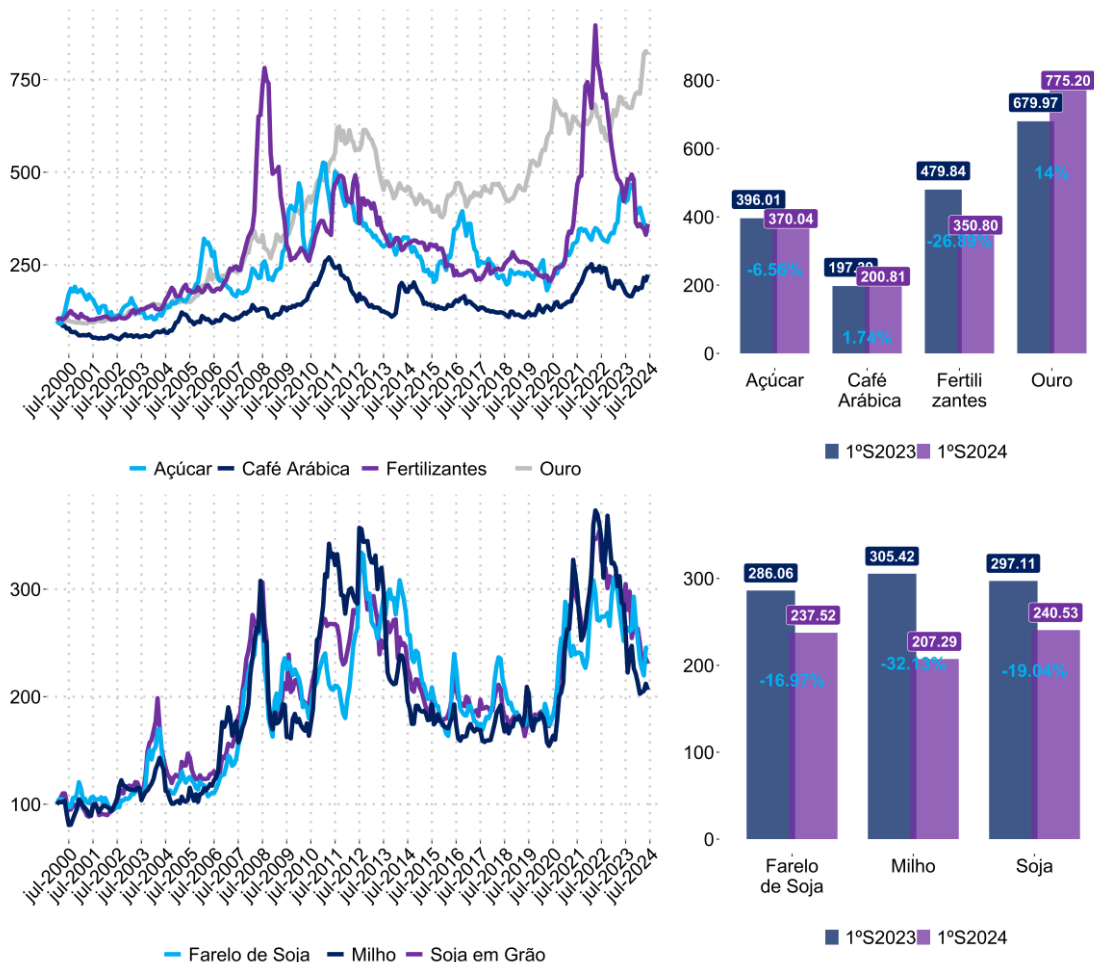 750
500
250
jul-2000
jul-2001
jul-2002
jul-2003
jul-2004
jul-2005
jul-2006
jul-2007
jul-2008
jul-2009
jul-2010
jul-2011
jul-2012
jul-2013
jul-2014
jul-2015
jul-2016
jul-2017
jul-2018
jul-2019
jul-2020
jul-2021
jul-2022
jul-2023
jul-2024
Açúcar Café Arábica Fertilizantes Ouro
800
600
400
200
0
396.01
370.04
-6.56%
200.81
1.74%
479.84
350.80
-26.89%
679.97
775.20
14%
Açúcar
Café
Arábica
Fertili
zantes
Ouro
1ºS2023 1ºS2024
300
200
100
jul-2000
jul-2001
jul-2002
jul-2003
jul-2004
jul-2005
jul-2006
jul-2007
jul-2008
jul-2009
jul-2010
jul-2011
jul-2012
jul-2013
jul-2014
jul-2015
jul-2016
jul-2017
jul-2018
jul-2019
jul-2020
jul-2021
jul-2022
jul-2023
jul-2024
Farelo de Soja Milho Soja em Grão
300
200
100
0
286.06
237.52
-16.97%
305.42
207.29
-32.13%
297.11
240.53
-19.04%
Farelo
de Soja
Milho
Soja
1ºS2023 1ºS2024